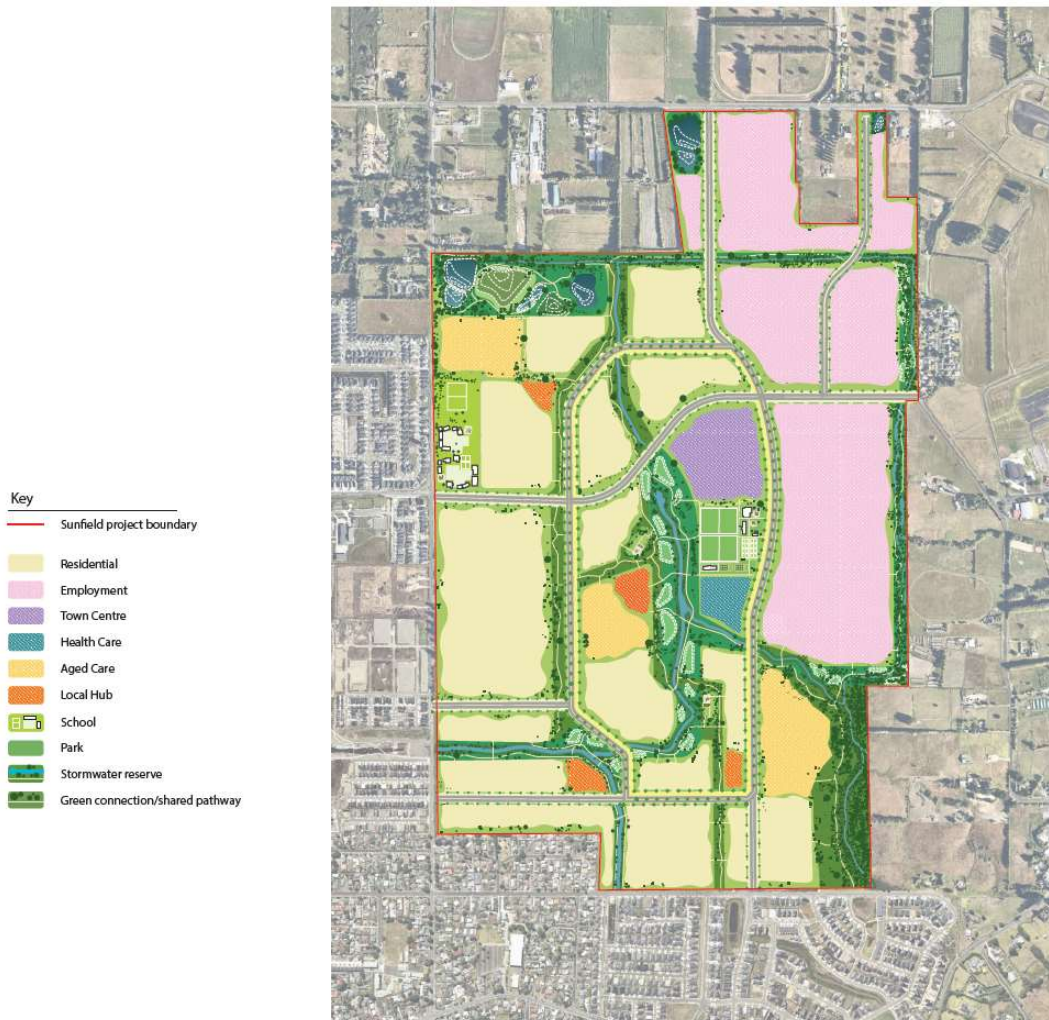 Key
Sunfield project boundary
Residential
Employment
Town Centre
Health Care
Aged Care
Local Hub
School
Park
Stormwater reserve
Green connection/shared pathway